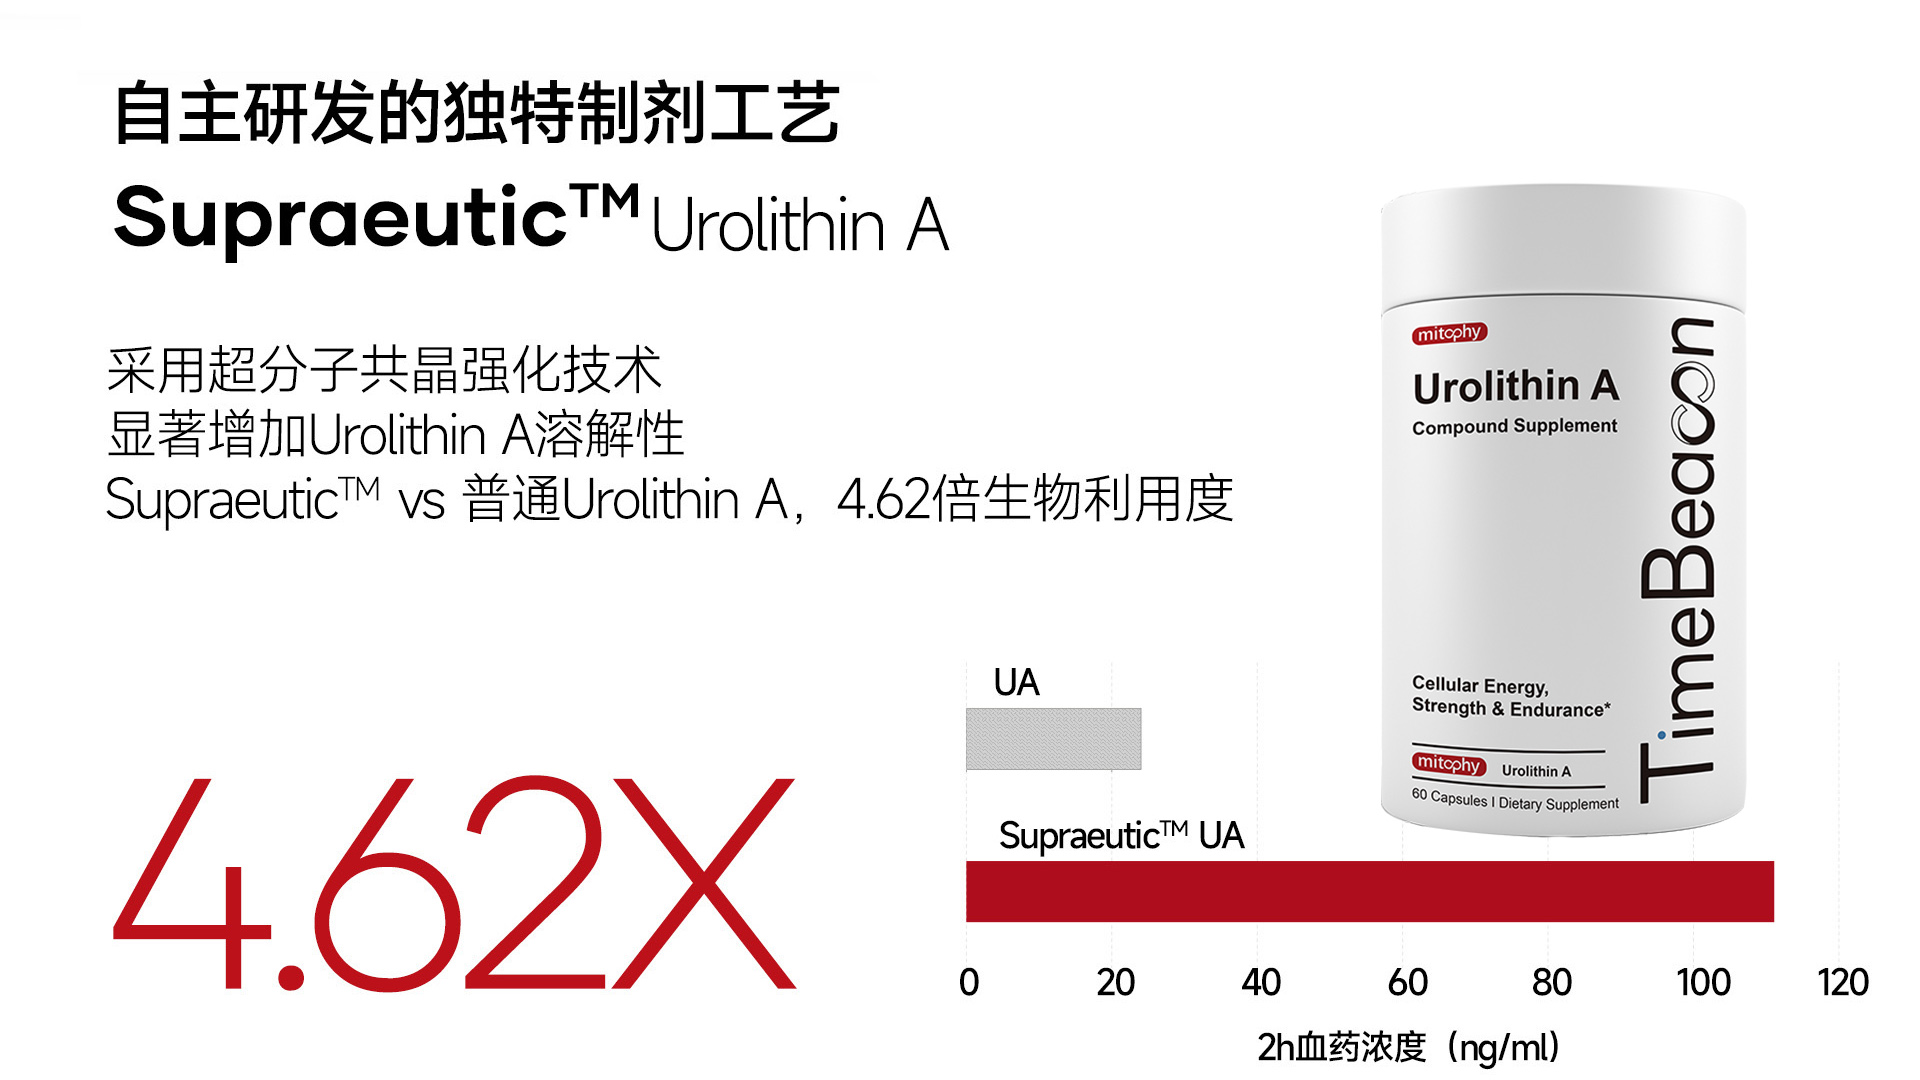 自主研发的独特制剂工艺
Supraeutic™ Urolithin A
采用超分子共晶强化技术
显著增加Urolithin A溶解性
Supraeutic™ vs 普通Urolithin A，4.62倍生物利用度
4.62X
mitophy
Urolithin A
Compound Supplement
Cellular Energy,
Strength & Endurance*
mitophy Urolithin A
60 Capsules | Dietary Supplement
TimeBeacon
UA
Supraeutic™ UA
0 20 40 60 80 100 120
2h血药浓度（ng/ml）